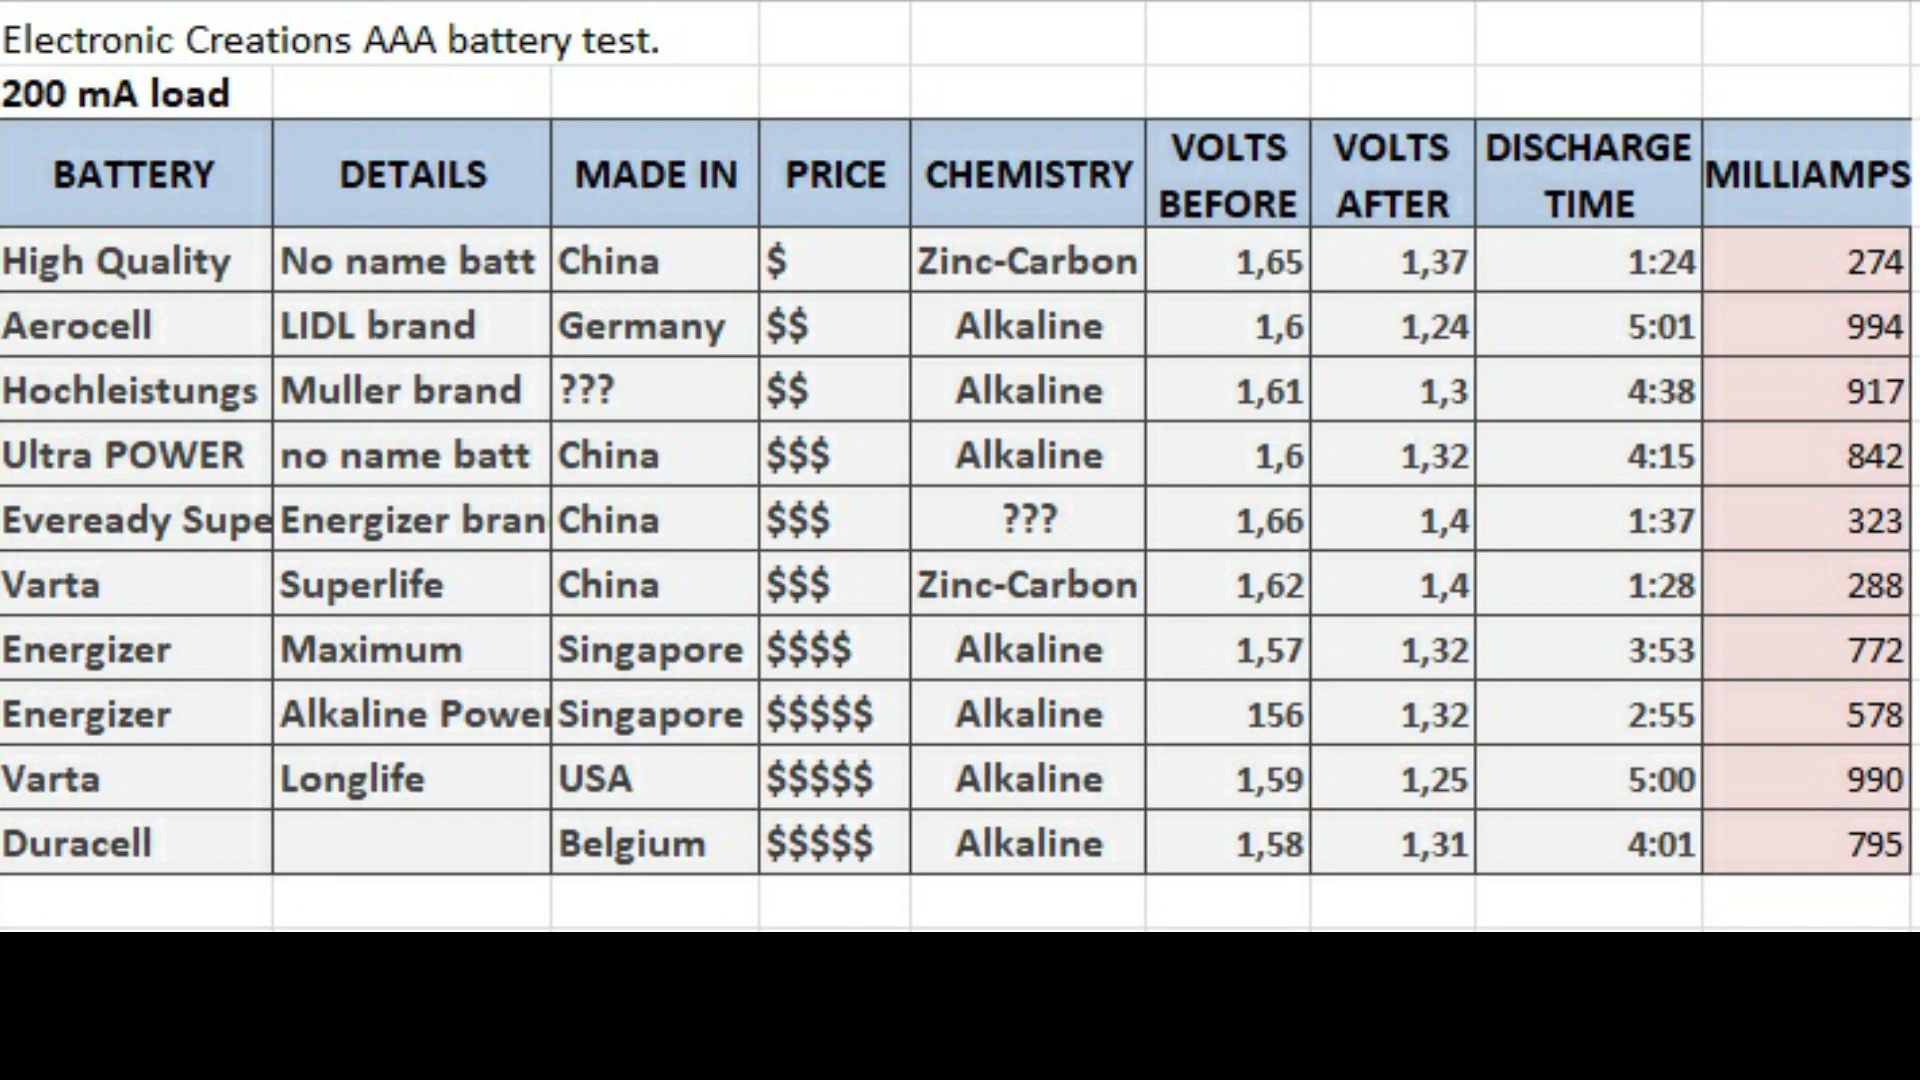 Electronic Creations AAA battery test.
200 mA load
BATTERY DETAILS MADE IN PRICE CHEMISTRY VOLTS BEFORE VOLTS AFTER DISCHARGE TIME MILLIAMPS
High Quality No name batt China $ Zinc-Carbon 1,65 1,37 1:24 274
Aerocell LIDL brand Germany $$ Alkaline 1,6 1,24 5:01 994
Hochleistungs Muller brand ??? $$ Alkaline 1,61 1,3 4:38 917
Ultra POWER no name batt China $$$ Alkaline 1,6 1,32 4:15 842
Eveready Supe Energizer bran China $$$ ??? 1,66 1,4 1:37 323
Varta Superlife China $$$ Zinc-Carbon 1,62 1,4 1:28 288
Energizer Maximum Singapore $$$$ Alkaline 1,57 1,32 3:53 772
Energizer Alkaline Power Singapore $$$$$ Alkaline 156 1,32 2:55 578
Varta Longlife USA $$$$$ Alkaline 1,59 1,25 5:00 990
Duracell Belgium $$$$$ Alkaline 1,58 1,31 4:01 795